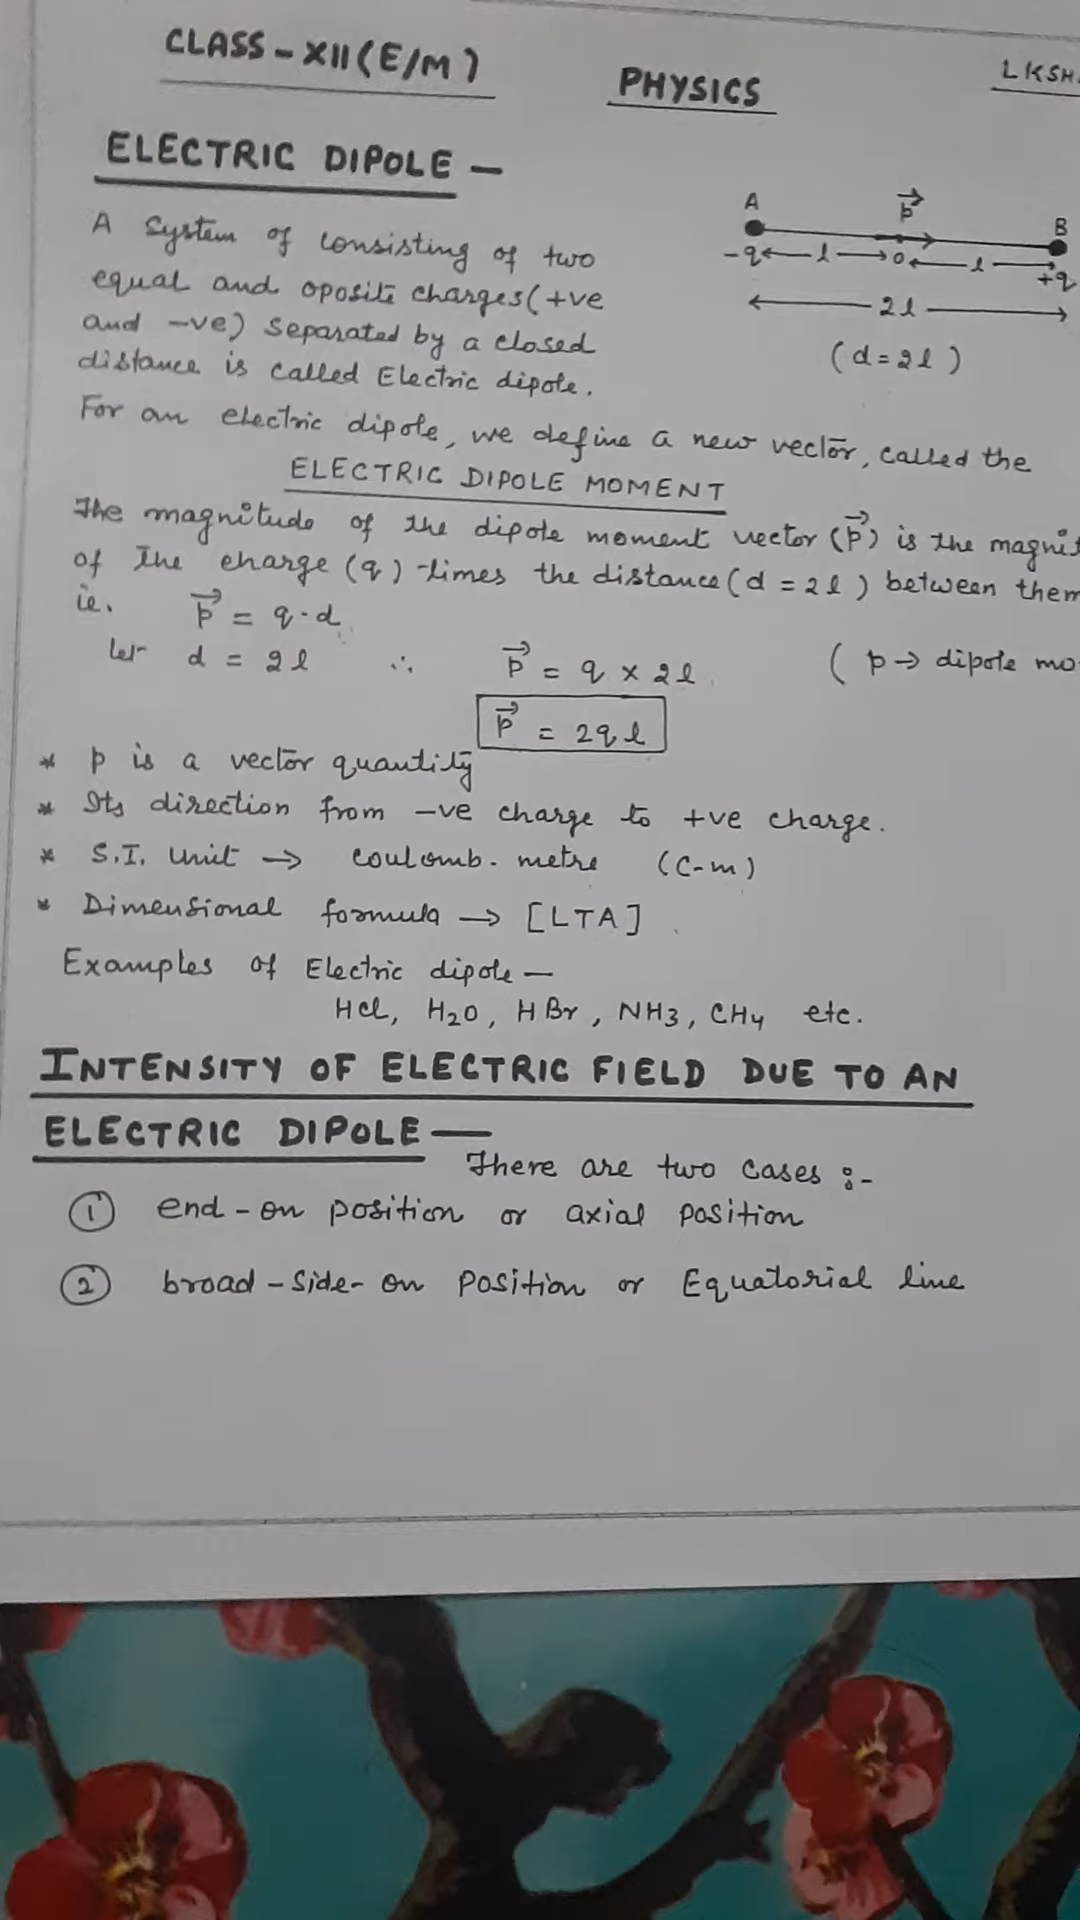 CLASS-XII(E/M)
PHYSICS
LKSH
ELECTRIC DIPOLE —
A B
p⃗
-q l o l +q
2l
(d=2l)
A System of consisting of two
equal and oposite charges(+ve
and -ve) separated by a closed
distance is called Electric dipole.
For an electric dipole, we define a new vector, called the
ELECTRIC DIPOLE MOMENT
The magnitude of the dipole moment vector (p⃗) is the magnit
of the charge (q) times the distance (d = 2l) between them
ie. p⃗ = q·d
let d = 2l ∴ p⃗ = q × 2l. ( p → dipole mo
p⃗ = 2ql
* p is a vector quantity
* Its direction from -ve charge to +ve charge.
* S.I. Unit → coulomb. metre (C-m)
* Dimensional formula → [LTA]
Examples of Electric dipole —
HCl, H2O, HBr, NH3, CH4 etc.
INTENSITY OF ELECTRIC FIELD DUE TO AN
ELECTRIC DIPOLE —
There are two cases :-
① end-on position or axial position
② broad-side-on position or Equatorial line